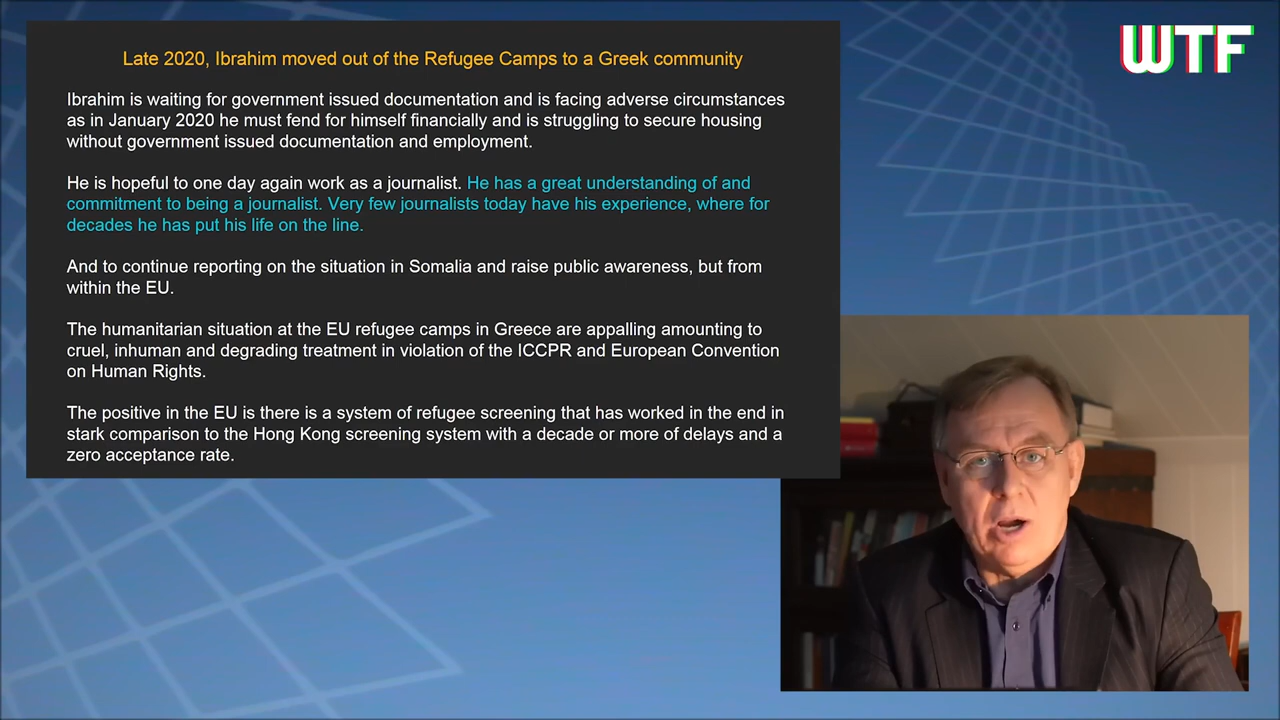 Late 2020, Ibrahim moved out of the Refugee Camps to a Greek community
Ibrahim is waiting for government issued documentation and is facing adverse circumstances
as in January 2020 he must fend for himself financially and is struggling to secure housing
without government issued documentation and employment.
He is hopeful to one day again work as a journalist. He has a great understanding of and
commitment to being a journalist. Very few journalists today have his experience, where for
decades he has put his life on the line.
And to continue reporting on the situation in Somalia and raise public awareness, but from
within the EU.
The humanitarian situation at the EU refugee camps in Greece are appalling amounting to
cruel, inhuman and degrading treatment in violation of the ICCPR and European Convention
on Human Rights.
The positive in the EU is there is a system of refugee screening that has worked in the end in
stark comparison to the Hong Kong screening system with a decade or more of delays and a
zero acceptance rate.
WTF